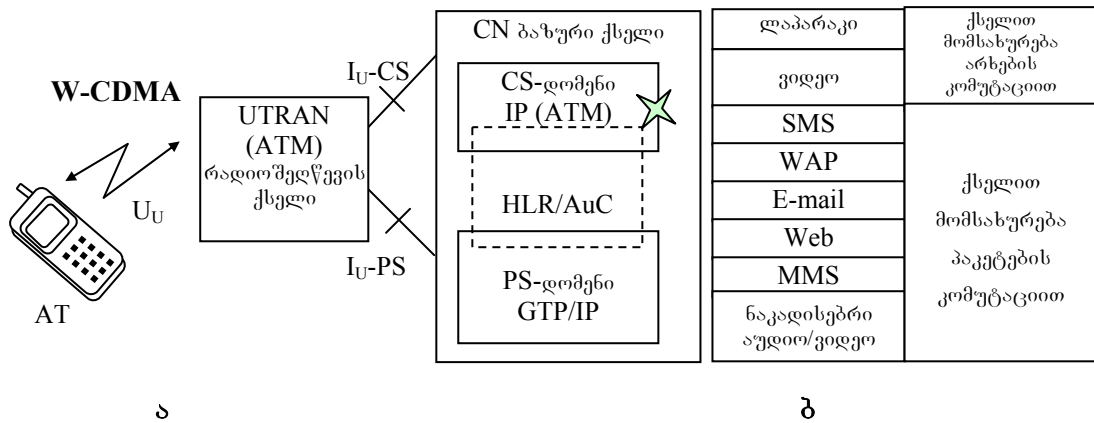 W-CDMA
U_U
AT
UTRAN
(ATM)
რადიოშეღწევის
ქსელი
I_U-CS
I_U-PS
CN ბაზური ქსელი
CS-დომენი
IP (ATM)
HLR/AuC
PS-დომენი
GTP/IP
ა
ლაპარაკი
ვიდეო
SMS
WAP
E-mail
Web
MMS
ნაკადისებრი
აუდიო/ვიდეო
ქსელით
მომსახურება
არხების
კომუტაციით
ქსელით
მომსახურება
პაკეტების
კომუტაციით
ბ